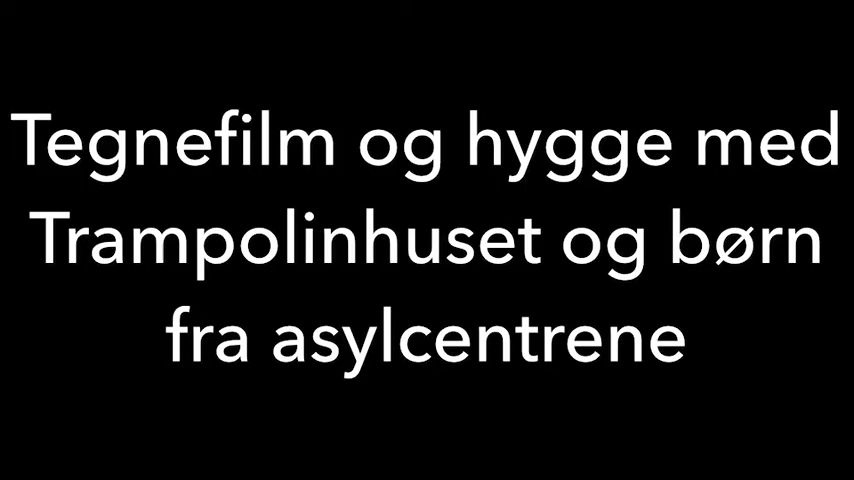 Tegnefilm og hygge med
Trampolinhuset og børn
fra asylcentrene